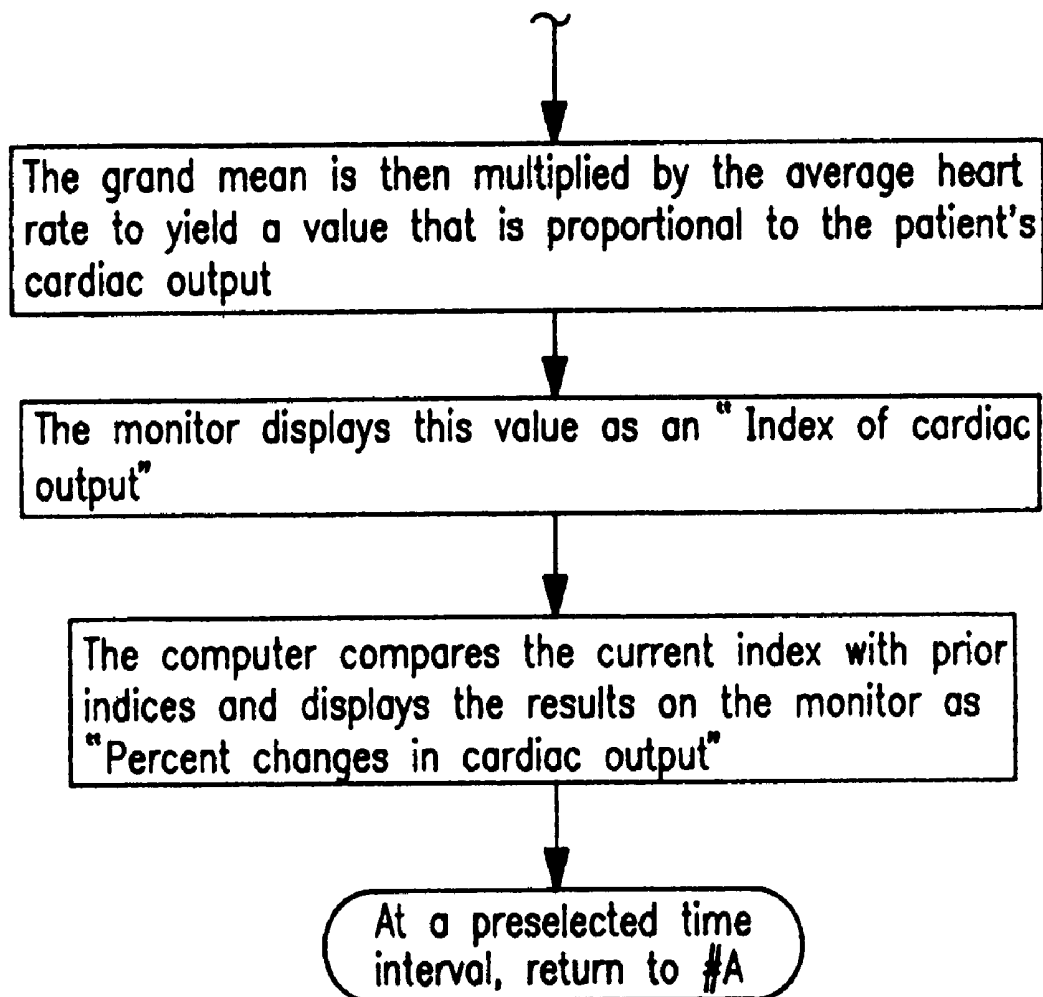 The grand mean is then multiplied by the average heart
rate to yield a value that is proportional to the patient's
cardiac output
The monitor displays this value as an "Index of cardiac
output"
The computer compares the current index with prior
indices and displays the results on the monitor as
"Percent changes in cardiac output"
At a preselected time
interval, return to #A